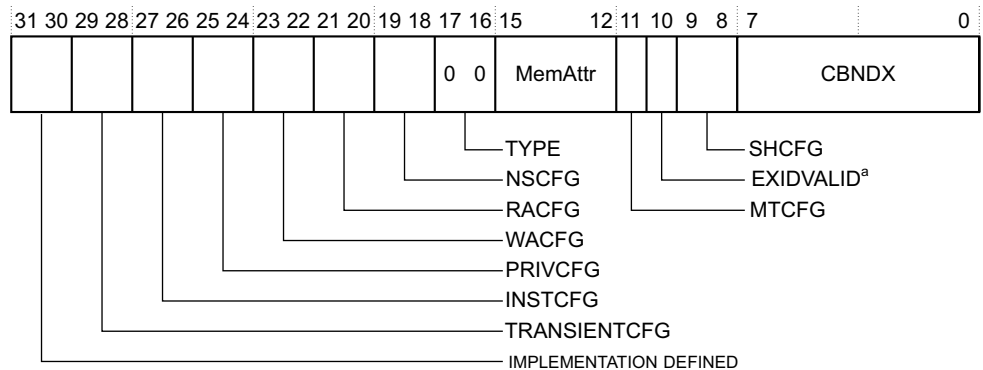 31 30 29 28 27 26 25 24 23 22 21 20 19 18 17 16 15 12 11 10 9 8 7 0
0 0 MemAttr CBNDX
TYPE SHCFG
NSCFG EXIDVALIDa
RACFG MTCFG
WACFG
PRIVCFG
INSTCFG
TRANSIENTCFG
IMPLEMENTATION DEFINED